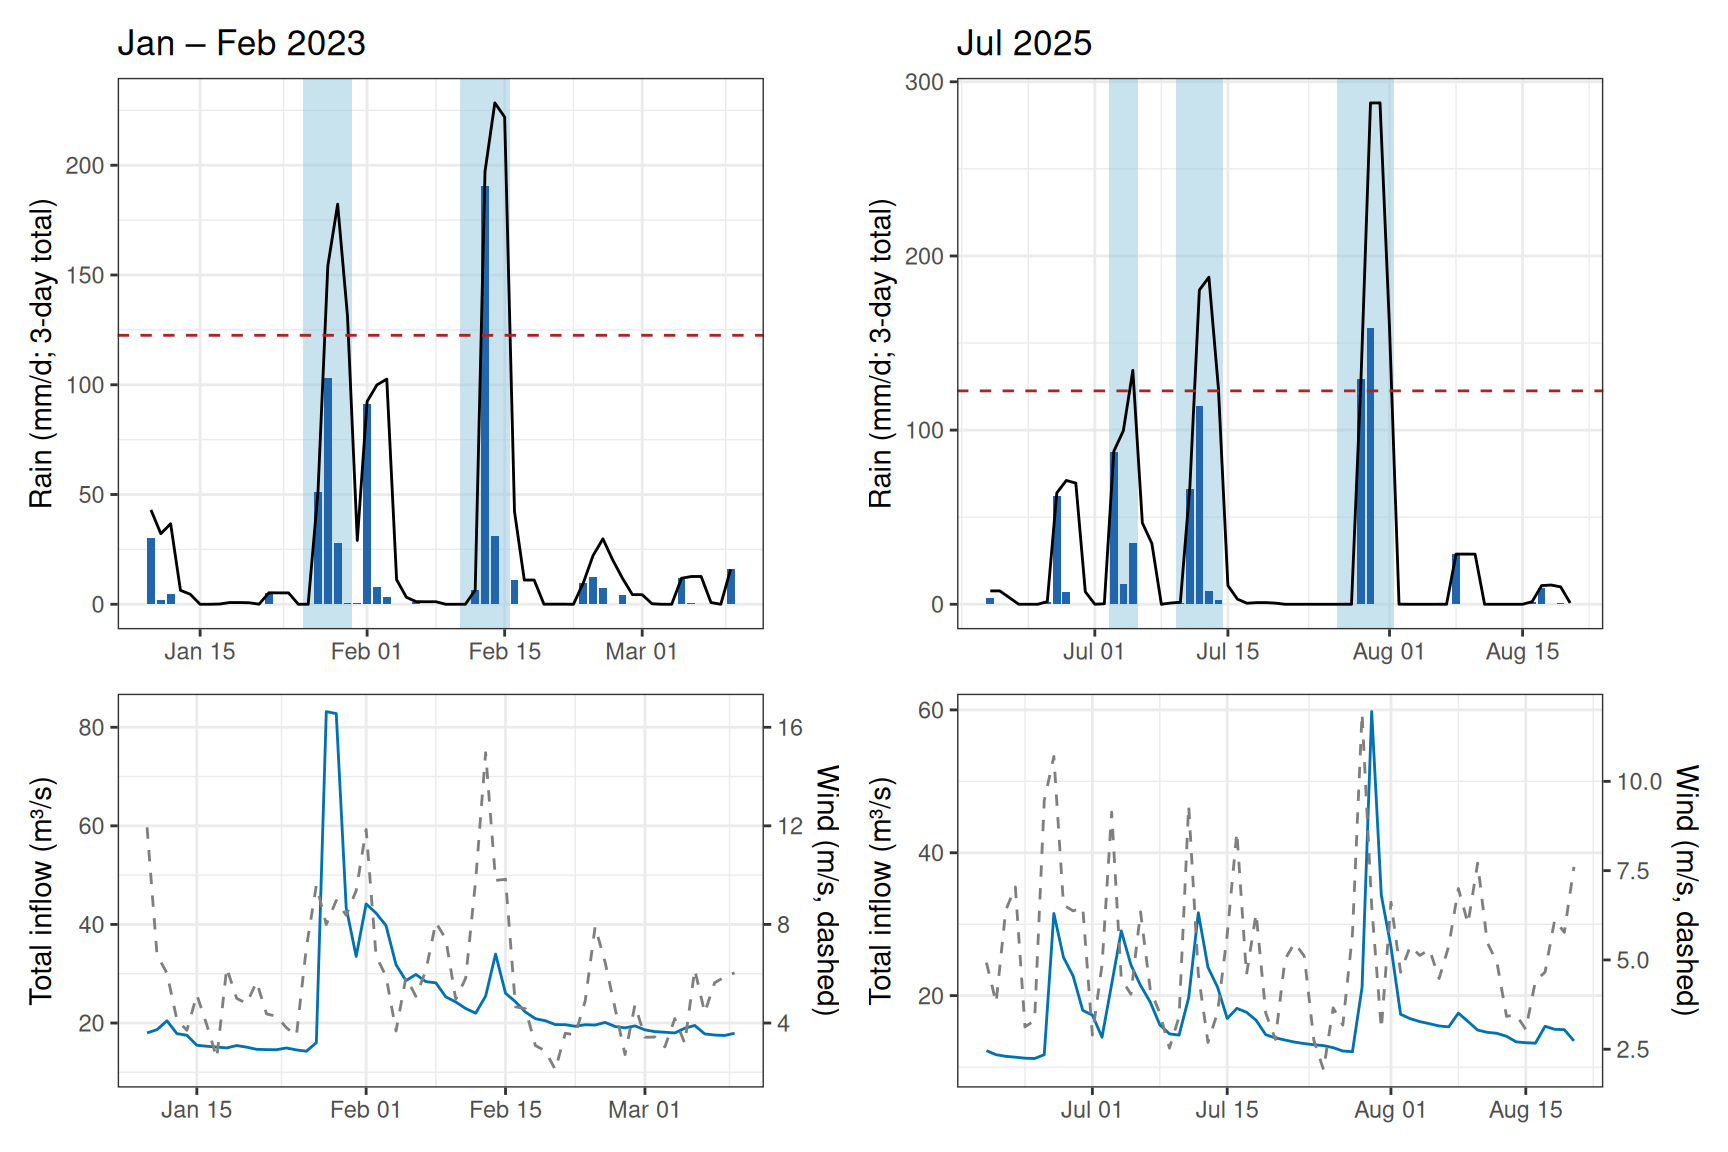 Jan – Feb 2023
Jul 2025
Rain (mm/d; 3-day total)
200
150
100
50
0
Jan 15
Feb 01
Feb 15
Mar 01
Rain (mm/d; 3-day total)
300
200
100
0
Jul 01
Jul 15
Aug 01
Aug 15
Total inflow (m³/s)
80
60
40
20
Jan 15
Feb 01
Feb 15
Mar 01
16
12
8
4
Wind (m/s, dashed)
Total inflow (m³/s)
60
40
20
Jul 01
Jul 15
Aug 01
Aug 15
10.0
7.5
5.0
2.5
Wind (m/s, dashed)